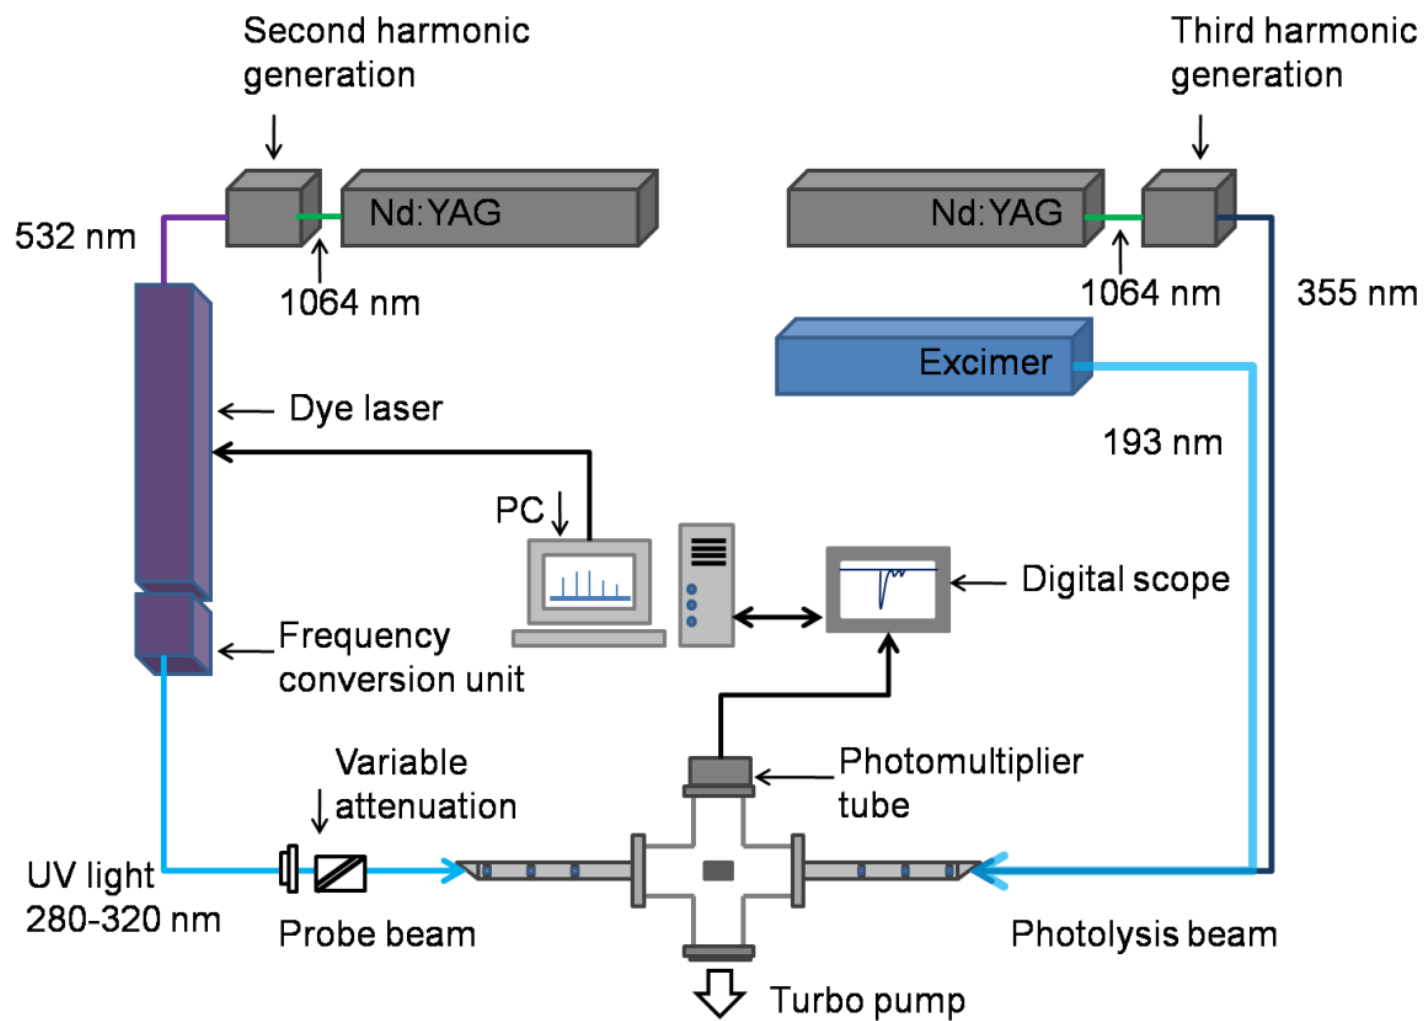 Second harmonic
generation
Third harmonic
generation
Nd:YAG
Nd:YAG
532 nm
1064 nm
1064 nm
355 nm
Excimer
Dye laser
193 nm
PC
Digital scope
Frequency
conversion unit
Variable
attenuation
Photomultiplier
tube
UV light
280-320 nm
Probe beam
Photolysis beam
Turbo pump